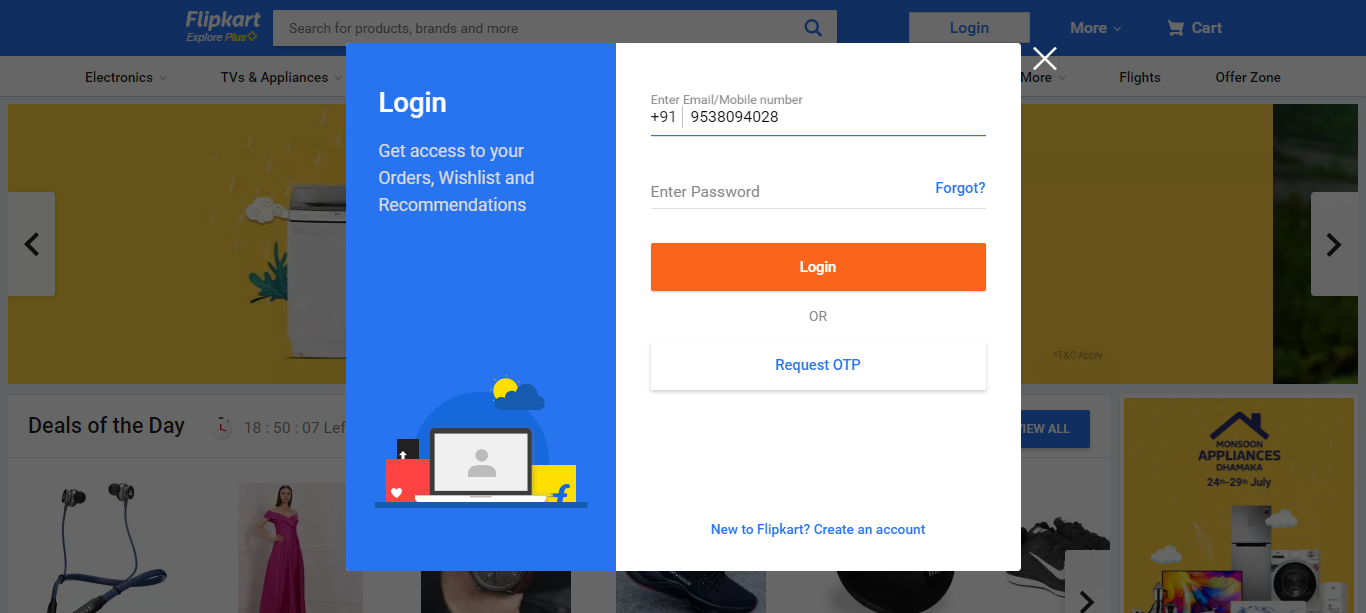 Flipkart
Explore Plus
Search for products, brands and more
Login
More
Cart
Electronics
TVs & Appliances
More
Flights
Offer Zone
Login
Get access to your
Orders, Wishlist and
Recommendations
Enter Email/Mobile number
+91 9538094028
Enter Password
Forgot?
Login
OR
Request OTP
New to Flipkart? Create an account
*T&C Apply
Deals of the Day
18 : 50 : 07 Lef
VIEW ALL
MONSOON
APPLIANCES
DHAMAKA
24th-29th July